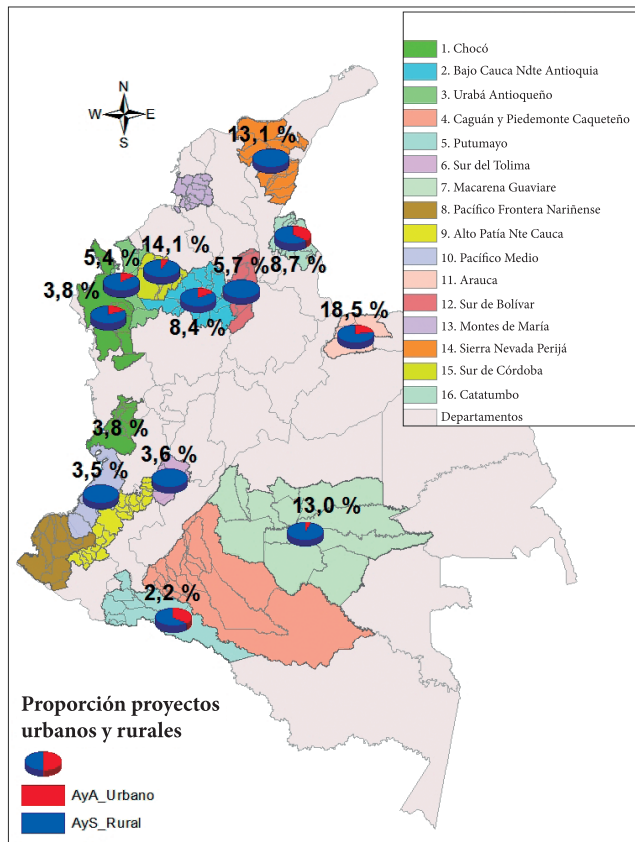 N
W E
S
1. Chocó
2. Bajo Cauca Ndte Antioquia
3. Urabá Antioqueño
4. Caguán y Piedemonte Caqueteño
5. Putumayo
6. Sur del Tolima
7. Macarena Guaviare
8. Pacífico Frontera Nariñense
9. Alto Patía Nte Cauca
10. Pacífico Medio
11. Arauca
12. Sur de Bolívar
13. Montes de María
14. Sierra Nevada Perijá
15. Sur de Córdoba
16. Catatumbo
Departamentos
13,1 %
14,1 %
5,4 %
5,7 %
8,7 %
3,8 %
8,4 %
18,5 %
3,8 %
3,6 %
3,5 %
13,0 %
2,2 %
Proporción proyectos
urbanos y rurales
AyA_Urbano
AyS_Rural